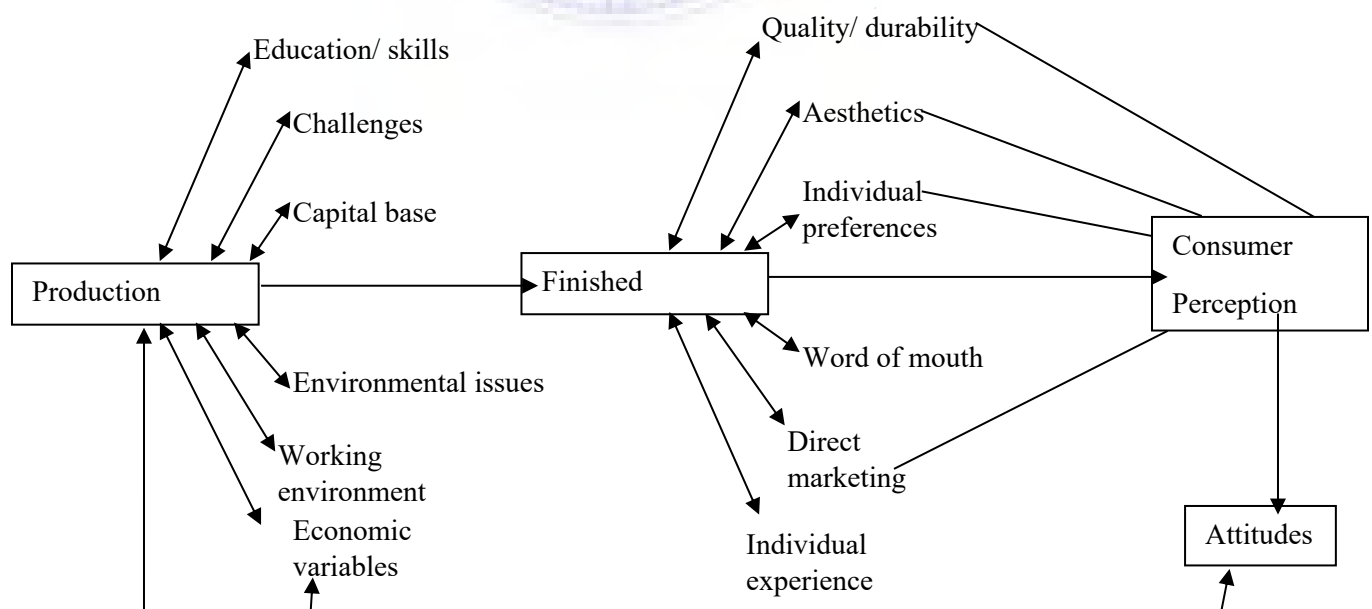 Education/ skills
Challenges
Capital base
Production
Environmental issues
Working
environment
Economic
variables
Quality/ durability
Aesthetics
Individual
preferences
Finished
Word of mouth
Direct
marketing
Individual
experience
Consumer
Perception
Attitudes